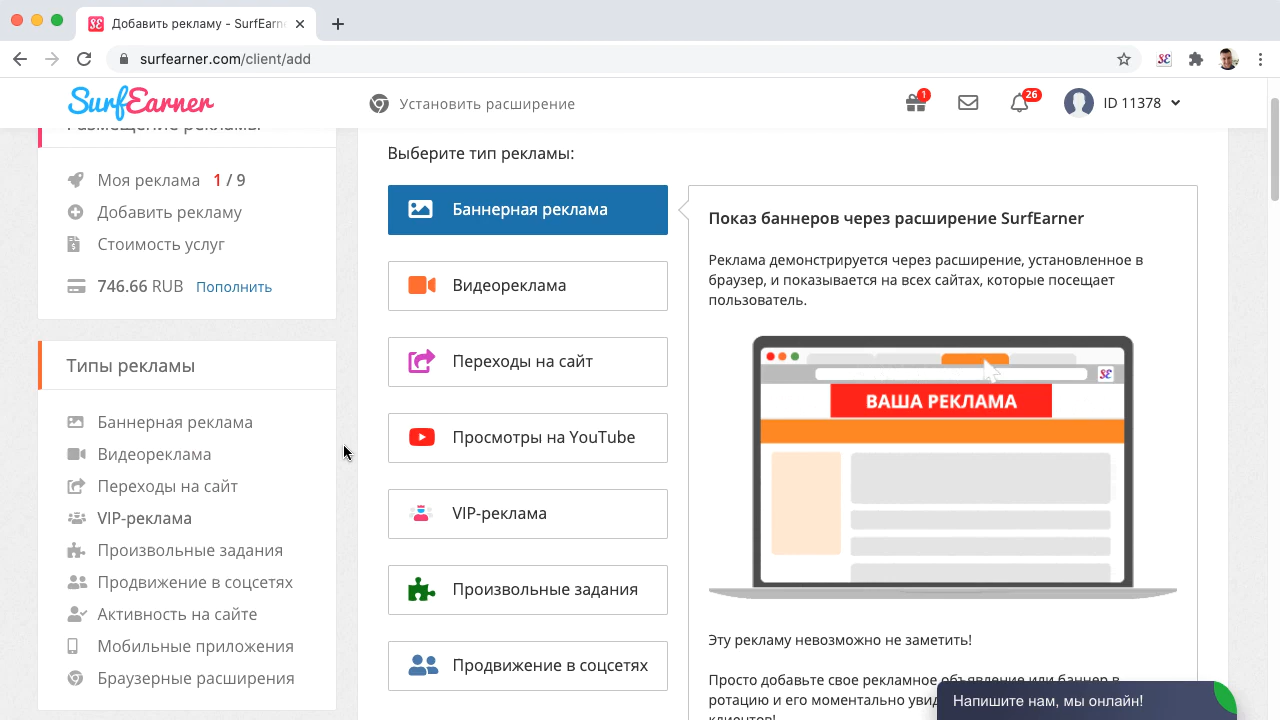 Добавить рекламу - SurfEarn
surfearner.com/client/add
SurfEarner
Установить расширение
1
26
ID 11378
Размещение рекламы
Моя реклама 1 / 9
Добавить рекламу
Стоимость услуг
746.66 RUB Пополнить
Типы рекламы
Баннерная реклама
Видеореклама
Переходы на сайт
VIP-реклама
Произвольные задания
Продвижение в соцсетях
Активность на сайте
Мобильные приложения
Браузерные расширения
Выберите тип рекламы:
Баннерная реклама
Видеореклама
Переходы на сайт
Просмотры на YouTube
VIP-реклама
Произвольные задания
Продвижение в соцсетях
Показ баннеров через расширение SurfEarner
Реклама демонстрируется через расширение, установленное в
браузер, и показывается на всех сайтах, которые посещает
пользователь.
SE
ВАША РЕКЛАМА
Эту рекламу невозможно не заметить!
Просто добавьте свое рекламное объявление или баннер в
ротацию и его моментально увид
клиентов!
Напишите нам, мы онлайн!